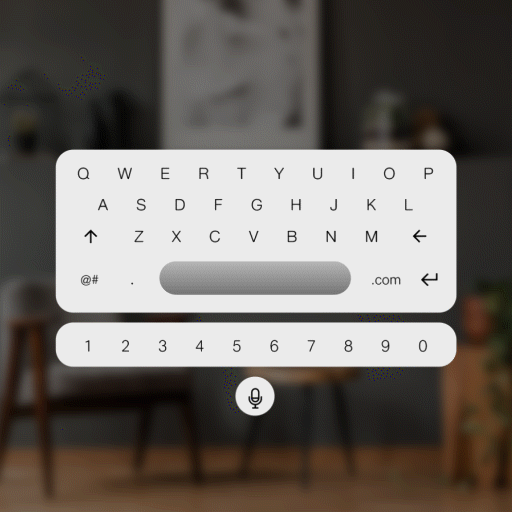 Q W E R T Y U I O P
A S D F G H J K L
Z X C V B N M
@# . .com
1 2 3 4 5 6 7 8 9 0